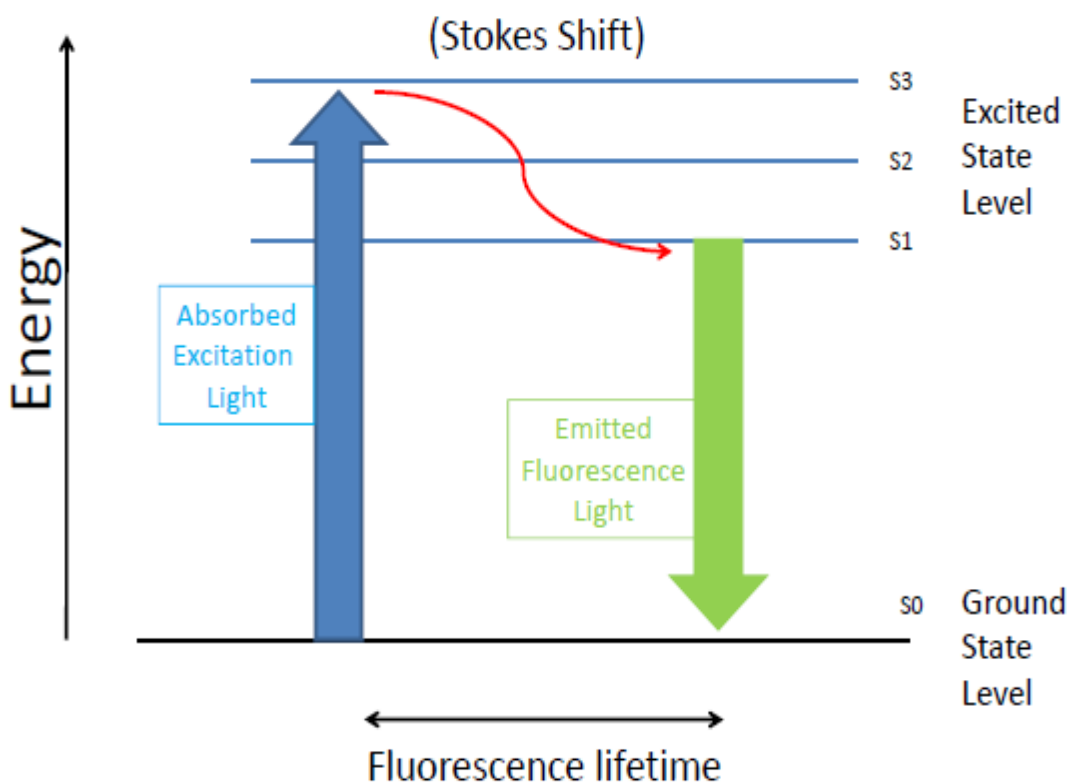 (Stokes Shift)
S3
Excited
State
Level
S2
S1
Energy
Absorbed
Excitation
Light
Emitted
Fluorescence
Light
S0
Ground
State
Level
Fluorescence lifetime